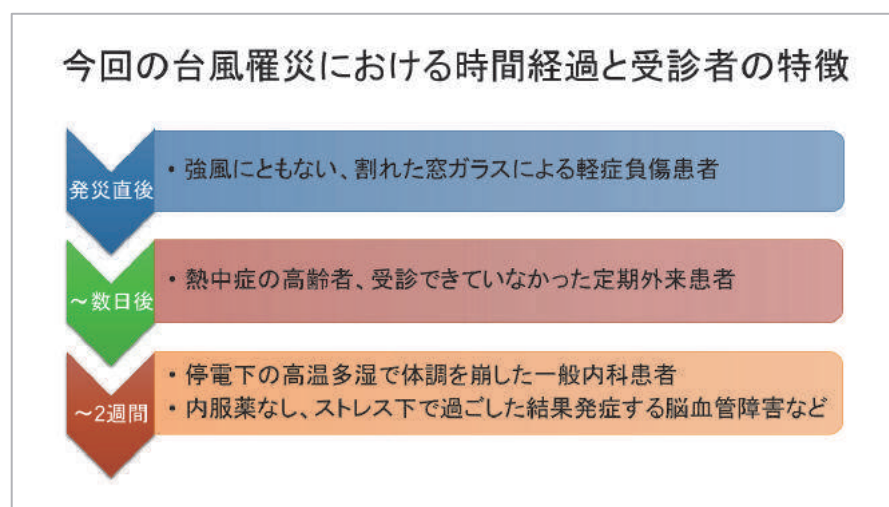 今回の台風罹災における時間経過と受診者の特徴
発災直後
・強風にともない、割れた窓ガラスによる軽症負傷患者
～数日後
・熱中症の高齢者、受診できていなかった定期外来患者
～2週間
・停電下の高温多湿で体調を崩した一般内科患者
・内服薬なし、ストレス下で過ごした結果発症する脳血管障害など